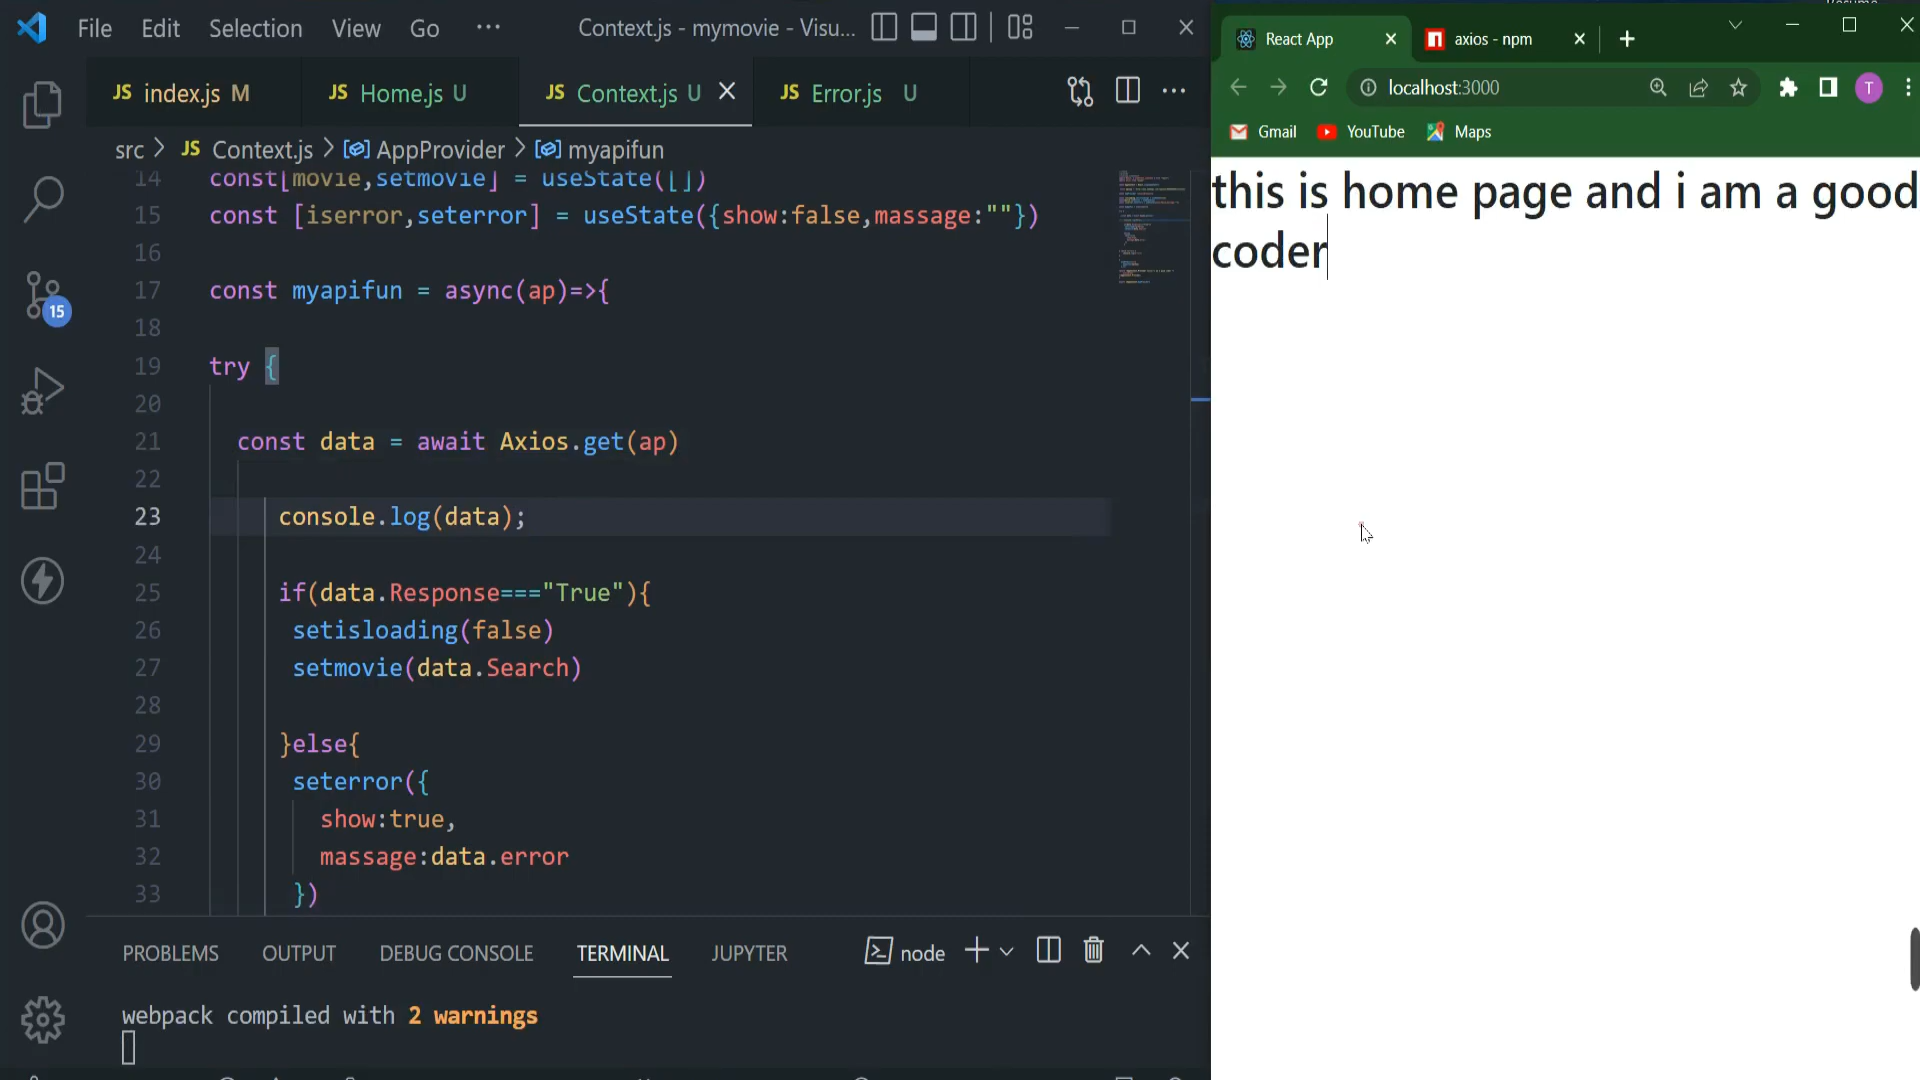 File Edit Selection View Go ··· Context.js - mymovie - Visu...
JS index.js M JS Home.js U JS Context.js U JS Error.js U
src > JS Context.js > AppProvider > myapifun
14 const[movie,setmovie] = useState([])
15 const [iserror,seterror] = useState({show:false,massage:""})
16
17 const myapifun = async(ap)=>{
18
19 try {
20
21 const data = await Axios.get(ap)
22
23 console.log(data);
24
25 if(data.Response==="True"){
26 setisloading(false)
27 setmovie(data.Search)
28
29 }else{
30 seterror({
31 show:true,
32 massage:data.error
33 })
15
PROBLEMS OUTPUT DEBUG CONSOLE TERMINAL JUPYTER node
webpack compiled with 2 warnings
React App axios - npm
localhost:3000 T
Gmail YouTube Maps
this is home page and i am a good
coder